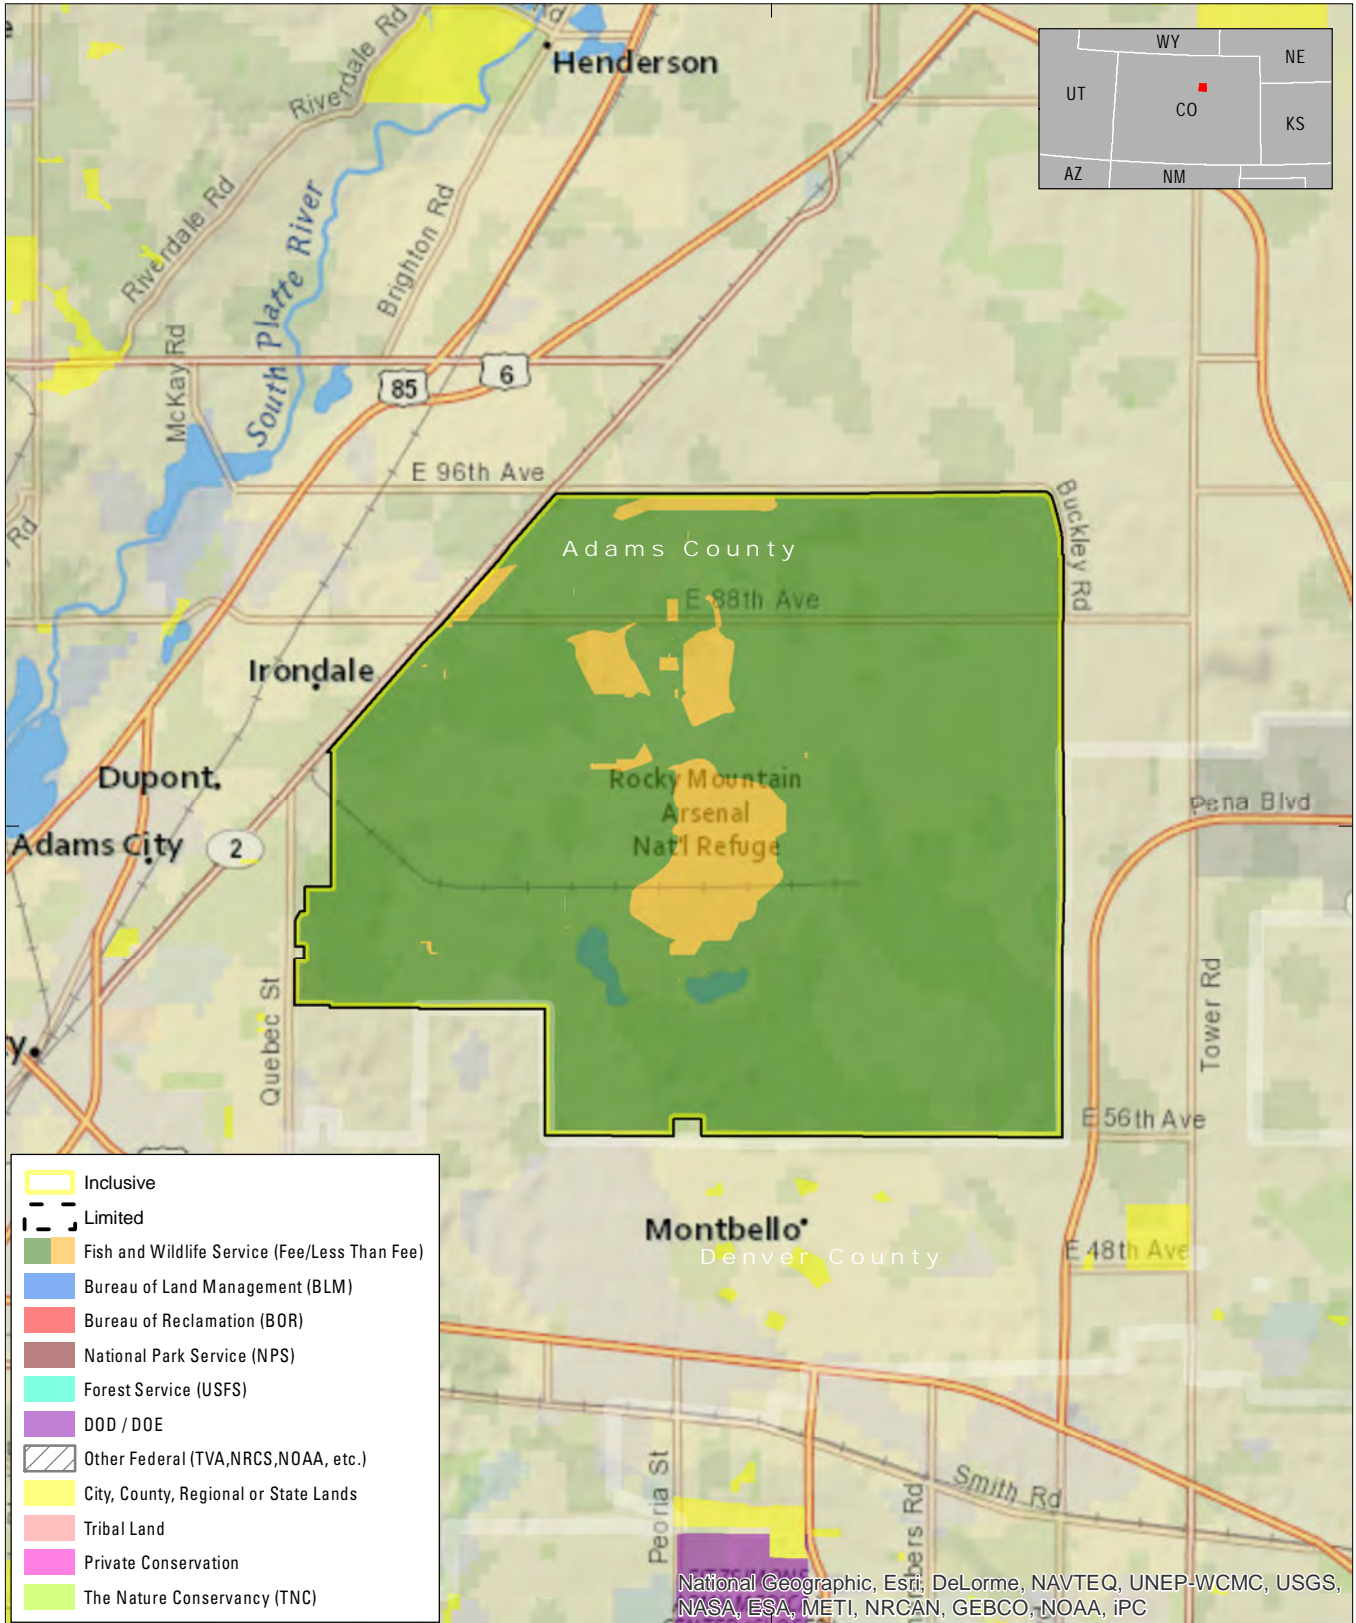 Rd
Henderson
Riverdale Rd
WY
NE
UT
CO
KS
AZ
NM
Riverdale Rd
South Platte River
Brighton Rd
McKay Rd
85
6
E 96th Ave
Rd
Buckley Rd
Adams County
E 88th Ave
Irondale
Dupont
Rocky Mountain
Arsenal
Nat'l Refuge
Pena Blvd
Adams City
2
Quebec St
Tower Rd
y
E 56th Ave
Montbello
Denver County
E 48th Ave
Inclusive
Limited
Fish and Wildlife Service (Fee/Less Than Fee)
Bureau of Land Management (BLM)
Bureau of Reclamation (BOR)
National Park Service (NPS)
Forest Service (USFS)
DOD / DOE
Other Federal (TVA,NRCS,NOAA, etc.)
City, County, Regional or State Lands
Tribal Land
Private Conservation
The Nature Conservancy (TNC)
Peoria St
Smith Rd
bers Rd
National Geographic, Esri, DeLorme, NAVTEQ, UNEP-WCMC, USGS,
NASA, ESA, METI, NRCAN, GEBCO, NOAA, iPC